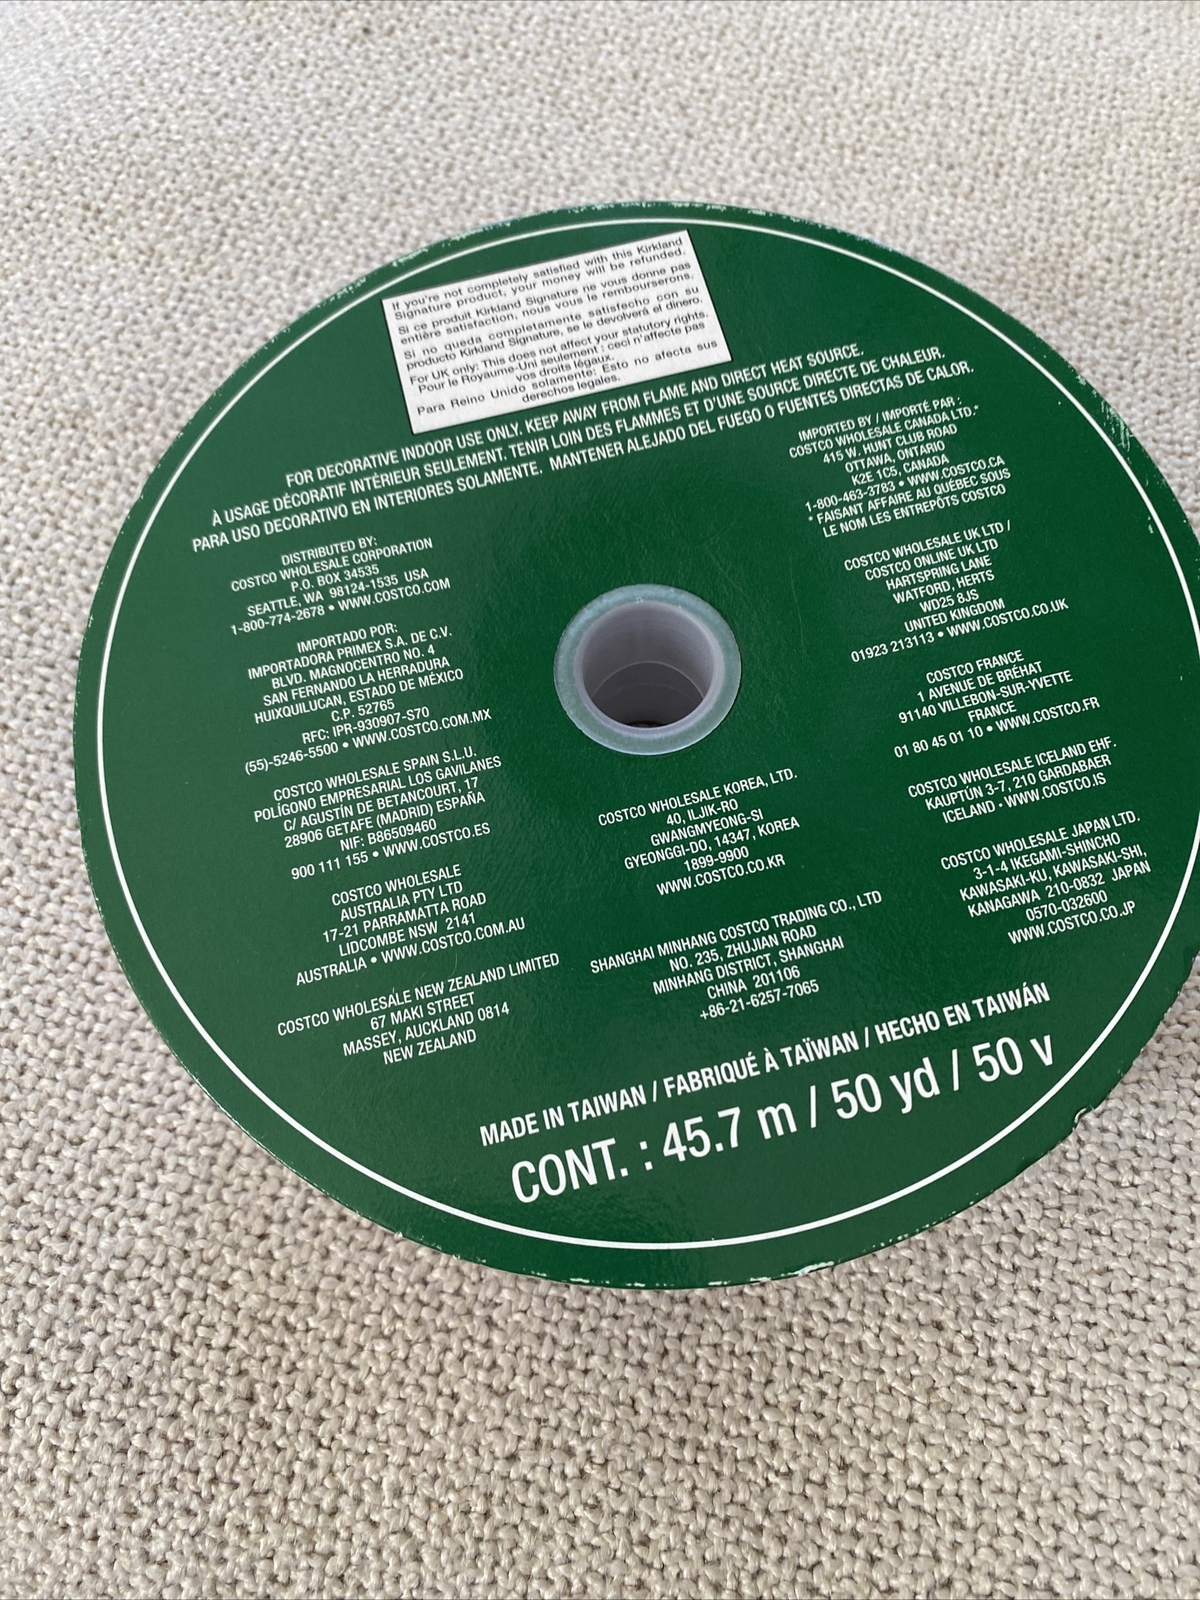 If you're not completely satisfied with this Kirkland
Signature product, your money will be refunded.
Si ce produit Kirkland Signature ne vous donne pas
entière satisfaction, nous vous le rembourserons.
Si no queda completamente satisfecho con su
producto Kirkland Signature, se le devolverá el dinero.
For UK only: This does not affect your statutory rights.
Pour le Royaume-Uni seulement : ceci n'affecte pas
vos droits légaux.
Para Reino Unido solamente: Esto no afecta sus
derechos legales.
FOR DECORATIVE INDOOR USE ONLY. KEEP AWAY FROM FLAME AND DIRECT HEAT SOURCE.
À USAGE DÉCORATIF INTÉRIEUR SEULEMENT. TENIR LOIN DES FLAMMES ET D'UNE SOURCE DIRECTE DE CHALEUR.
PARA USO DECORATIVO EN INTERIORES SOLAMENTE. MANTENER ALEJADO DEL FUEGO O FUENTES DIRECTAS DE CALOR.
DISTRIBUTED BY:
COSTCO WHOLESALE CORPORATION
P.O. BOX 34535
SEATTLE, WA 98124-1535 USA
1-800-774-2678 • WWW.COSTCO.COM
IMPORTADO POR:
IMPORTADORA PRIMEX S.A. DE C.V.
BLVD. MAGNOCENTRO NO. 4
SAN FERNANDO LA HERRADURA
HUIXQUILUCAN, ESTADO DE MÉXICO
C.P. 52765
RFC: IPR-930907-S70
(55)-5246-5500 • WWW.COSTCO.COM.MX
COSTCO WHOLESALE SPAIN S.L.U.
POLÍGONO EMPRESARIAL LOS GAVILANES
C/ AGUSTÍN DE BETANCOURT, 17
28906 GETAFE (MADRID) ESPAÑA
NIF: B86509460
900 111 155 • WWW.COSTCO.ES
COSTCO WHOLESALE
AUSTRALIA PTY LTD
17-21 PARRAMATTA ROAD
LIDCOMBE NSW 2141
AUSTRALIA • WWW.COSTCO.COM.AU
COSTCO WHOLESALE NEW ZEALAND LIMITED
67 MAKI STREET
MASSEY, AUCKLAND 0814
NEW ZEALAND
COSTCO WHOLESALE KOREA, LTD.
40, ILJIK-RO
GWANGMYEONG-SI
GYEONGGI-DO, 14347, KOREA
1899-9900
WWW.COSTCO.CO.KR
SHANGHAI MINHANG COSTCO TRADING CO., LTD
NO. 235, ZHUJIAN ROAD
MINHANG DISTRICT, SHANGHAI
CHINA 201106
+86-21-6257-7065
IMPORTED BY / IMPORTÉ PAR :
COSTCO WHOLESALE CANADA LTD.*
415 W. HUNT CLUB ROAD
OTTAWA, ONTARIO
K2E 1C5, CANADA
1-800-463-3783 • WWW.COSTCO.CA
* FAISANT AFFAIRE AU QUÉBEC SOUS
LE NOM LES ENTREPÔTS COSTCO
COSTCO WHOLESALE UK LTD /
COSTCO ONLINE UK LTD
HARTSPRING LANE
WATFORD, HERTS
WD25 8JS
UNITED KINGDOM
01923 213113 • WWW.COSTCO.CO.UK
COSTCO FRANCE
1 AVENUE DE BRÉHAT
91140 VILLEBON-SUR-YVETTE
FRANCE
01 80 45 01 10 • WWW.COSTCO.FR
COSTCO WHOLESALE ICELAND EHF.
KAUPTÚN 3-7, 210 GARDABAER
ICELAND • WWW.COSTCO.IS
COSTCO WHOLESALE JAPAN LTD.
3-1-4 IKEGAMI-SHINCHO
KAWASAKI-KU, KAWASAKI-SHI,
KANAGAWA 210-0832 JAPAN
0570-032600
WWW.COSTCO.CO.JP
MADE IN TAIWAN / FABRIQUÉ À TAÏWAN / HECHO EN TAIWÁN
CONT. : 45.7 m / 50 yd / 50 v